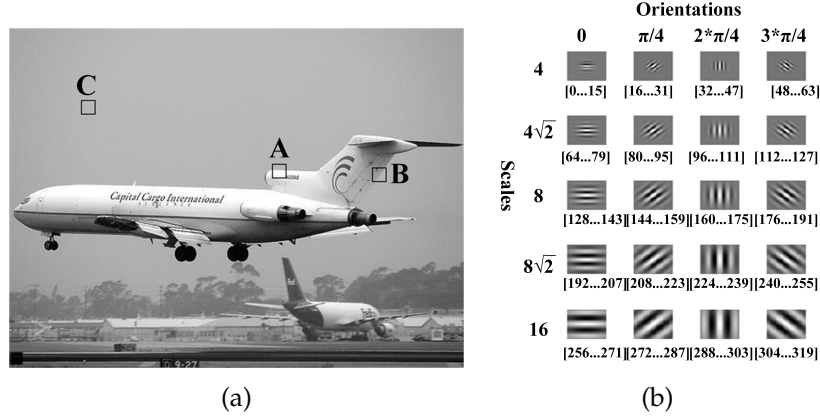 C
A
B
Capital Cargo International
9-27
(a)
Orientations
0 π/4 2*π/4 3*π/4
Scales
4
[0...15] [16...31] [32...47] [48...63]
4√2
[64...79] [80...95] [96...111] [112...127]
8
[128...143][144...159] [160...175] [176...191]
8√2
[192...207] [208...223] [224...239] [240...255]
16
[256...271][272...287] [288...303] [304...319]
(b)